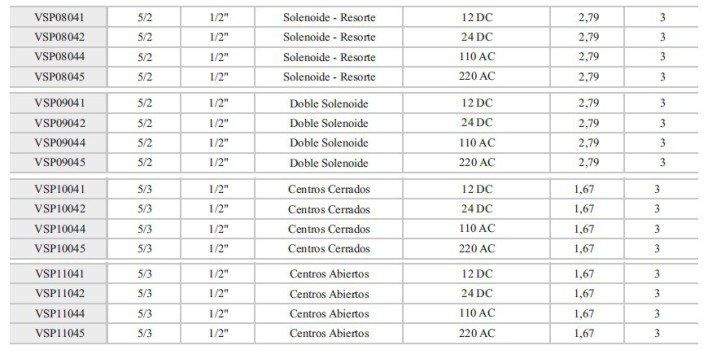 VSP08041 5/2 1/2" Solenoide - Resorte 12 DC 2,79 3
VSP08042 5/2 1/2" Solenoide - Resorte 24 DC 2,79 3
VSP08044 5/2 1/2" Solenoide - Resorte 110 AC 2,79 3
VSP08045 5/2 1/2" Solenoide - Resorte 220 AC 2,79 3
VSP09041 5/2 1/2" Doble Solenoide 12 DC 2,79 3
VSP09042 5/2 1/2" Doble Solenoide 24 DC 2,79 3
VSP09044 5/2 1/2" Doble Solenoide 110 AC 2,79 3
VSP09045 5/2 1/2" Doble Solenoide 220 AC 2,79 3
VSP10041 5/3 1/2" Centros Cerrados 12 DC 1,67 3
VSP10042 5/3 1/2" Centros Cerrados 24 DC 1,67 3
VSP10044 5/3 1/2" Centros Cerrados 110 AC 1,67 3
VSP10045 5/3 1/2" Centros Cerrados 220 AC 1,67 3
VSP11041 5/3 1/2" Centros Abiertos 12 DC 1,67 3
VSP11042 5/3 1/2" Centros Abiertos 24 DC 1,67 3
VSP11044 5/3 1/2" Centros Abiertos 110 AC 1,67 3
VSP11045 5/3 1/2" Centros Abiertos 220 AC 1,67 3